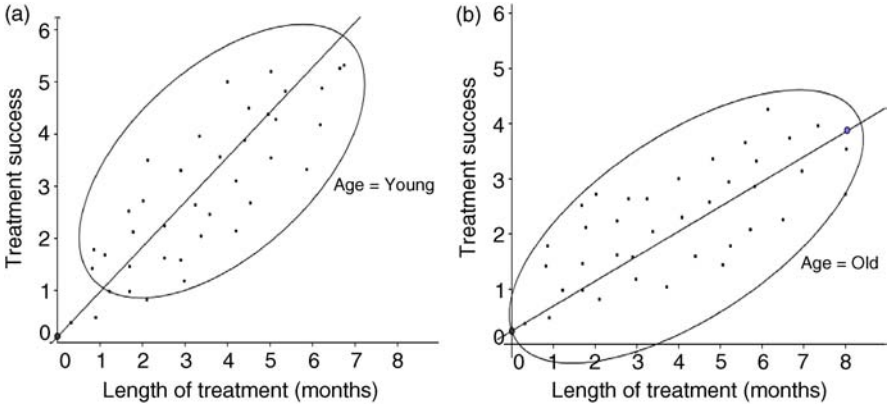 (a)
6
5
4
3
2
1
0
Treatment success
Age = Young
0 1 2 3 4 5 6 7 8
Length of treatment (months)
(b)
6
5
4
3
2
1
0
Treatment success
Age = Old
0 1 2 3 4 5 6 7 8
Length of treatment (months)